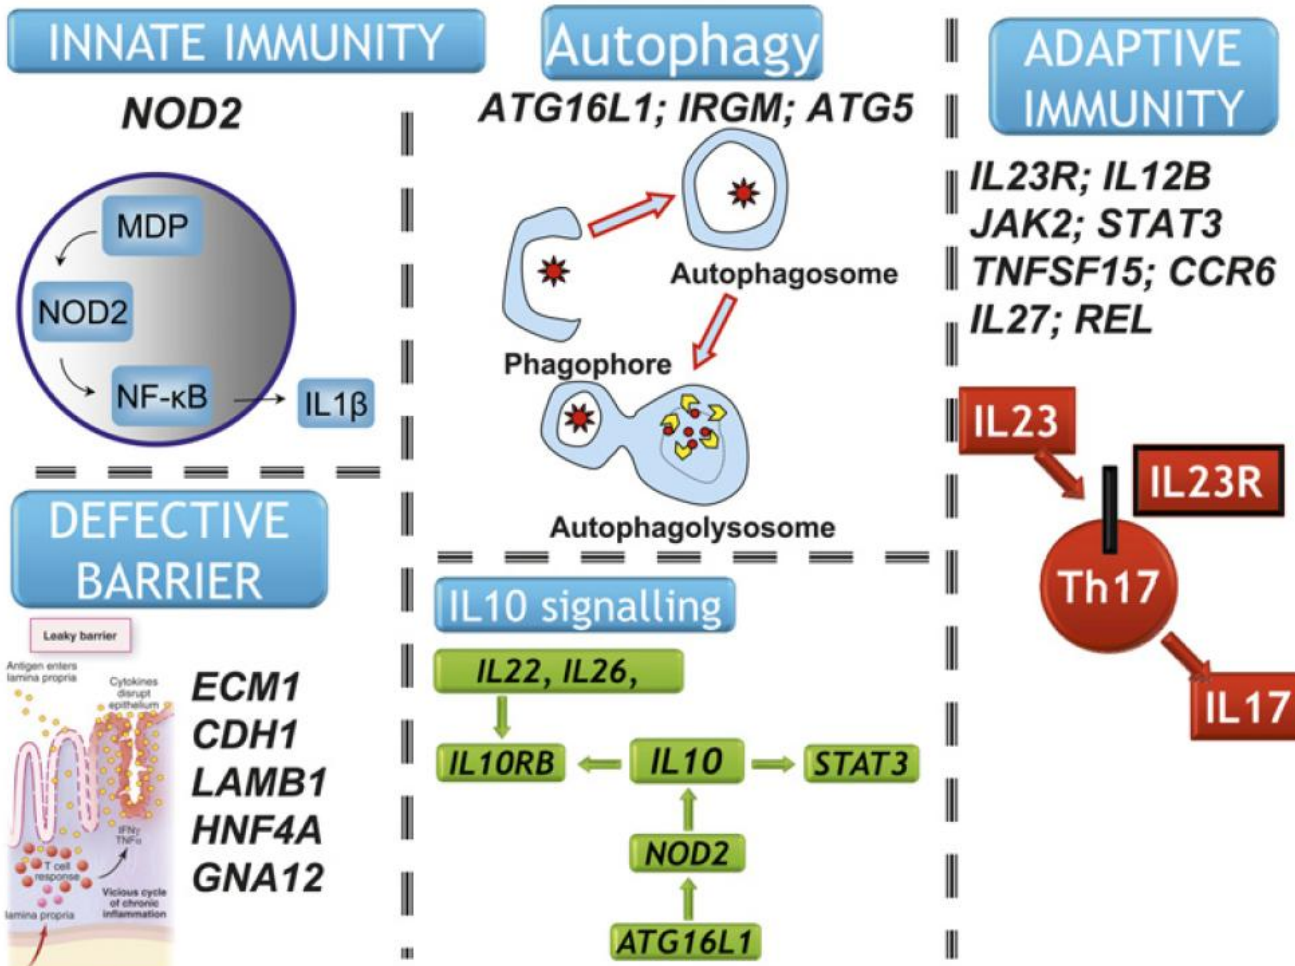 INNATE IMMUNITY
NOD2
MDP
NOD2
NF-κB
IL1β
DEFECTIVE
BARRIER
Leaky barrier
Antigen enters
lamina propria
Cytokines
disrupt
epithelium
IFNγ
TNFα
T cell
response
Vicious cycle
of chronic
inflammation
lamina propria
ECM1
CDH1
LAMB1
HNF4A
GNA12
Autophagy
ATG16L1; IRGM; ATG5
Autophagosome
Phagophore
Autophagolysosome
IL10 signalling
IL22, IL26,
IL10RB
IL10
STAT3
NOD2
ATG16L1
ADAPTIVE
IMMUNITY
IL23R; IL12B
JAK2; STAT3
TNFSF15; CCR6
IL27; REL
IL23
IL23R
Th17
IL17